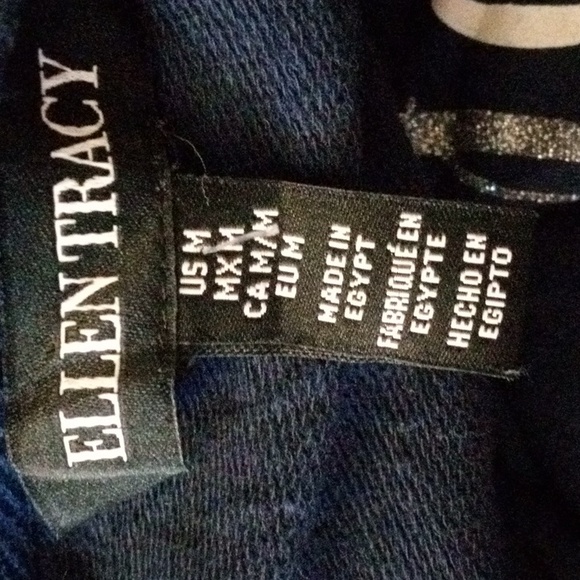 ELLEN TRACY
US M
MX M
CA M/M
EU M
MADE IN
EGYPT
FABRIQUÉ EN
EGYPTE
HECHO EN
EGIPTO